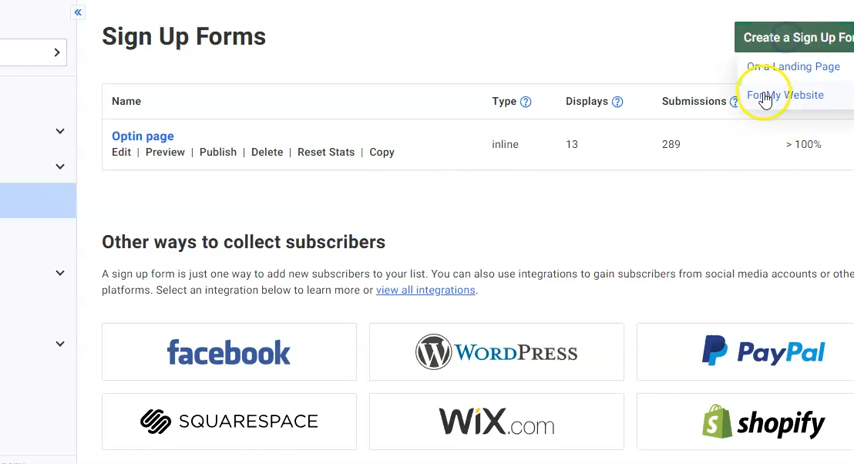 «
Sign Up Forms
Create a Sign Up For
On a Landing Page
For My Website
Name Type ? Displays ? Submissions ?
Optin page
Edit | Preview | Publish | Delete | Reset Stats | Copy
inline 13 289 > 100%
Other ways to collect subscribers
A sign up form is just one way to add new subscribers to your list. You can also use integrations to gain subscribers from social media accounts or othe
platforms. Select an integration below to learn more or view all integrations.
facebook WORDPRESS PayPal
SQUARESPACE WiX.com shopify